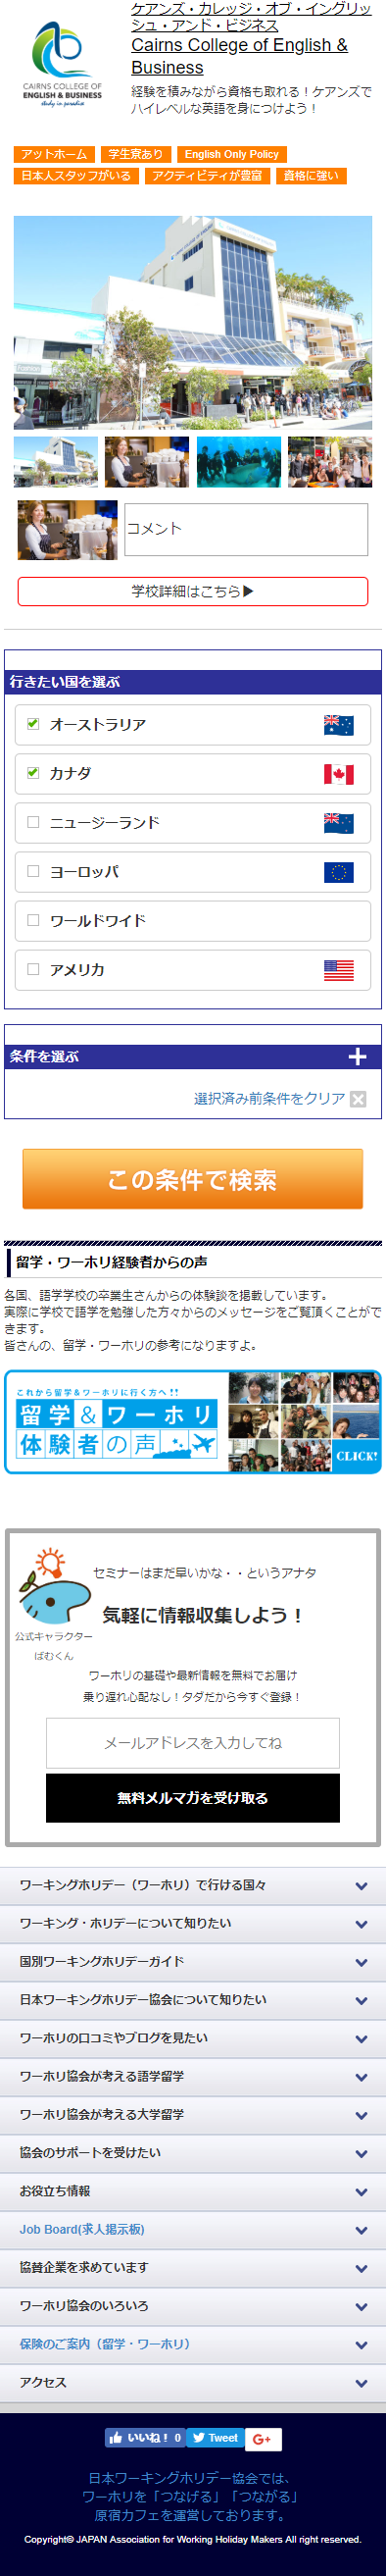 CAIRNS COLLEGE OF
ENGLISH & BUSINESS
study in paradise
ケアンズ・カレッジ・オブ・イングリッ
シュ・アンド・ビジネス
Cairns College of English &
Business
経験を積みながら資格も取れる！ケアンズで
ハイレベルな英語を身につけよう！
アットホーム 学生寮あり English Only Policy
日本人スタッフがいる アクティビティが豊富 資格に強い
コメント
学校詳細はこちら▶
行きたい国を選ぶ
オーストラリア
カナダ
ニュージーランド
ヨーロッパ
ワールドワイド
アメリカ
条件を選ぶ
選択済み前条件をクリア
この条件で検索
留学・ワーホリ経験者からの声
各国、語学学校の卒業生さんからの体験談を掲載しています。
実際に学校で語学を勉強した方々からのメッセージをご覧頂くことがで
きます。
皆さんの、留学・ワーホリの参考になりますよ。
これから留学&ワーホリに行く方へ!!
留学&ワーホリ
体験者の声
CLICK!
セミナーはまだ早いかな・・というアナタ
気軽に情報収集しよう！
公式キャラクター
ぱむくん
ワーホリの基礎や最新情報を無料でお届け
乗り遅れ心配なし！タダだから今すぐ登録！
メールアドレスを入力してね
無料メルマガを受け取る
ワーキングホリデー（ワーホリ）で行ける国々
ワーキング・ホリデーについて知りたい
国別ワーキングホリデーガイド
日本ワーキングホリデー協会について知りたい
ワーホリの口コミやブログを見たい
ワーホリ協会が考える語学留学
ワーホリ協会が考える大学留学
協会のサポートを受けたい
お役立ち情報
Job Board(求人掲示板)
協賛企業を求めています
ワーホリ協会のいろいろ
保険のご案内（留学・ワーホリ）
アクセス
いいね！ 0 Tweet G+
日本ワーキングホリデー協会では、
ワーホリを「つなげる」「つながる」
原宿カフェを運営しております。
Copyright© JAPAN Association for Working Holiday Makers All right reserved.